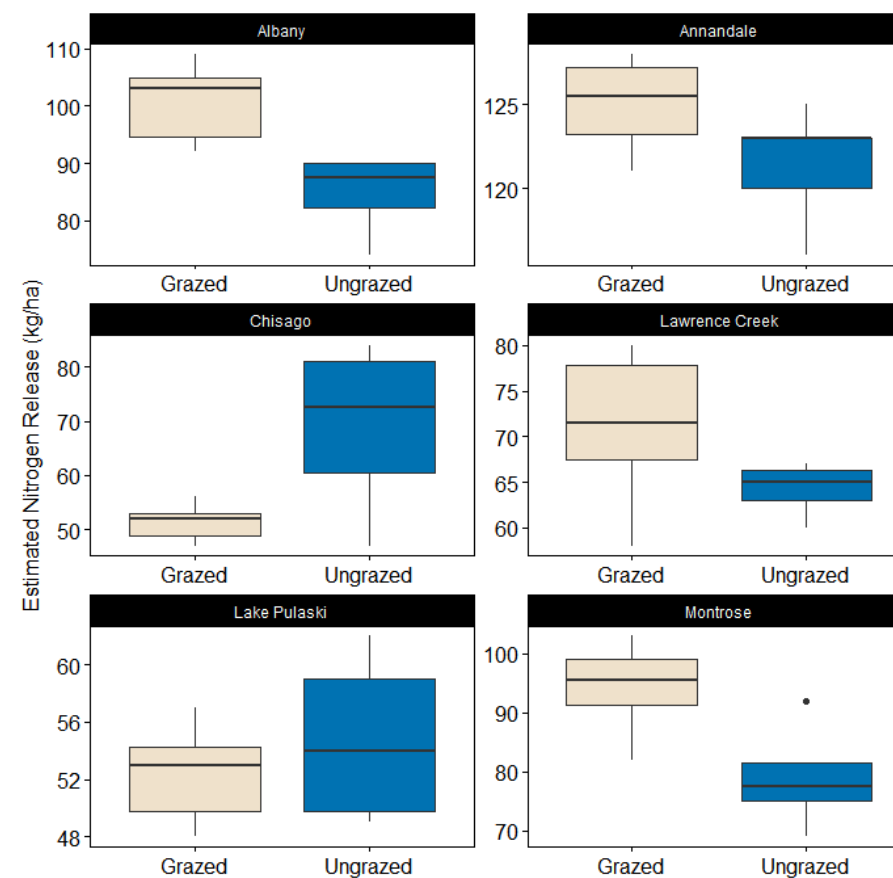 Estimated Nitrogen Release (kg/ha)
Albany
110
100
90
80
Grazed Ungrazed
Annandale
125
120
Grazed Ungrazed
Chisago
80
70
60
50
Grazed Ungrazed
Lawrence Creek
80
75
70
65
60
Grazed Ungrazed
Lake Pulaski
60
56
52
48
Grazed Ungrazed
Montrose
100
90
80
70
Grazed Ungrazed